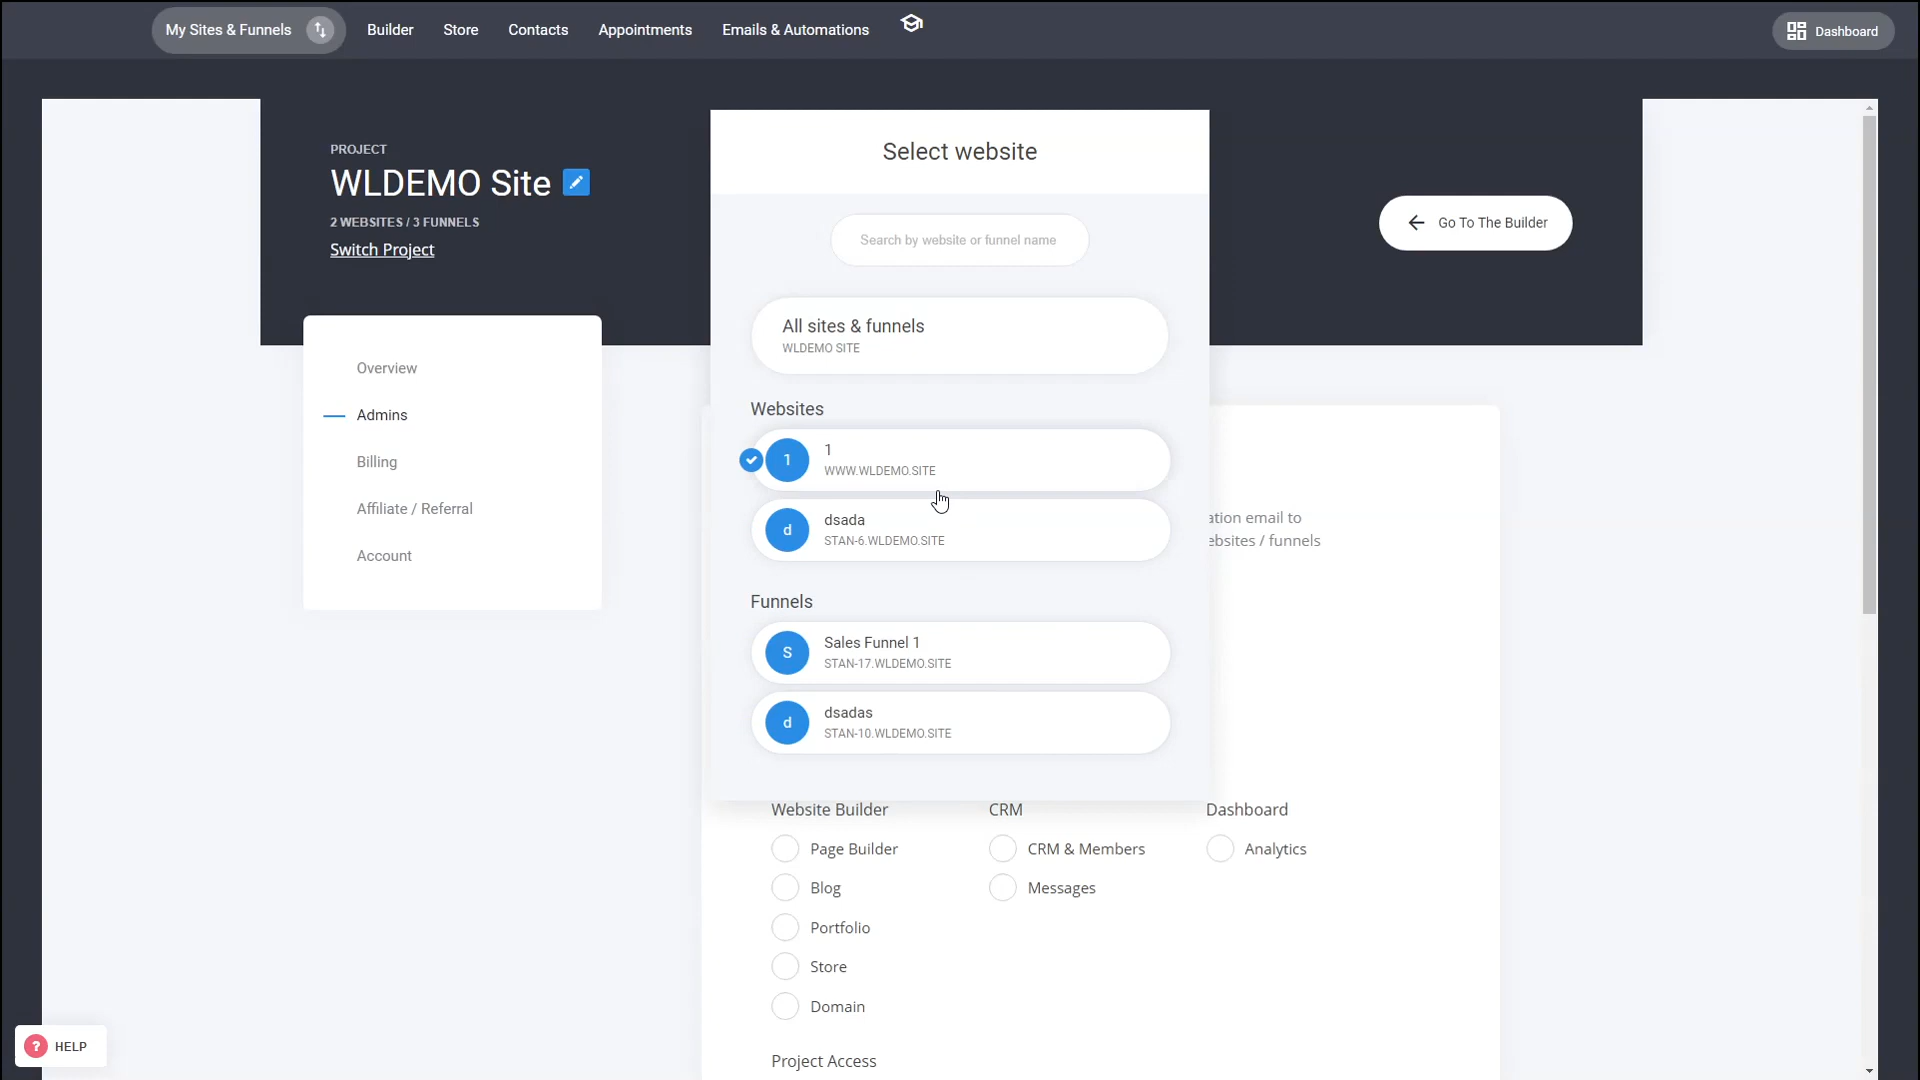 My Sites & Funnels
Builder
Store
Contacts
Appointments
Emails & Automations
Dashboard
PROJECT
WLDEMO Site
2 WEBSITES / 3 FUNNELS
Switch Project
Go To The Builder
Overview
Admins
Billing
Affiliate / Referral
Account
Select website
Search by website or funnel name
All sites & funnels
WLDEMO SITE
Websites
1
1
WWW.WLDEMO.SITE
d
dsada
STAN-6.WLDEMO.SITE
Funnels
S
Sales Funnel 1
STAN-17.WLDEMO.SITE
d
dsadas
STAN-10.WLDEMO.SITE
ation email to
ebsites / funnels
Website Builder
Page Builder
Blog
Portfolio
Store
Domain
CRM
CRM & Members
Messages
Dashboard
Analytics
Project Access
? HELP